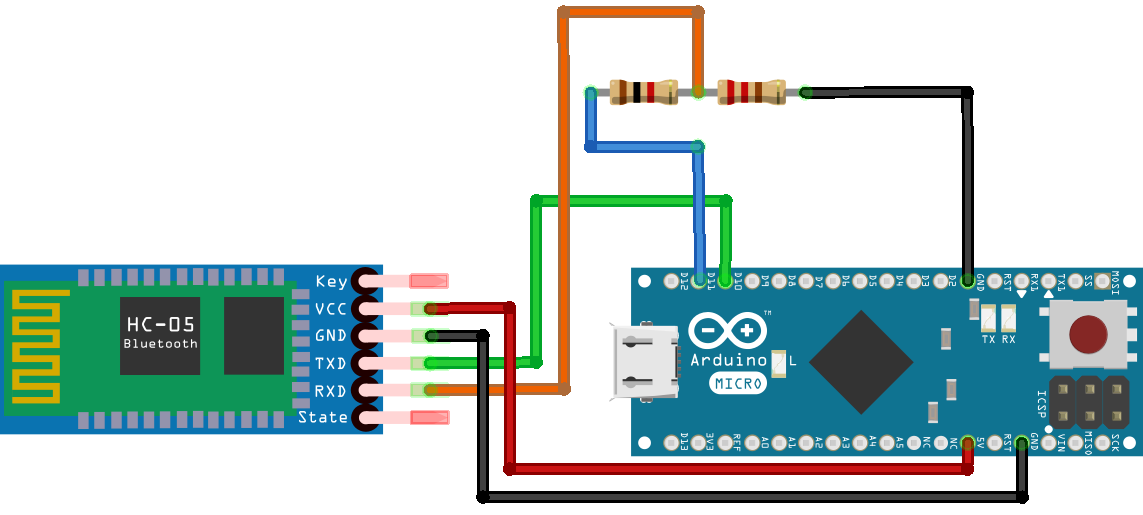 Key
VCC
GND
TXD
RXD
State
HC-05
Bluetooth
D12
D11
D10
D9
D8
D7
D6
D5
D4
D3
D2
GND
RST
RX1
TX1
SS
MOSI
TX RX
L
™
Arduino
MICRO
ICSP
D13
3V3
REF
A0
A1
A2
A3
A4
A5
NC
NC
5V
RST
GND
VIN
MISO
SCK